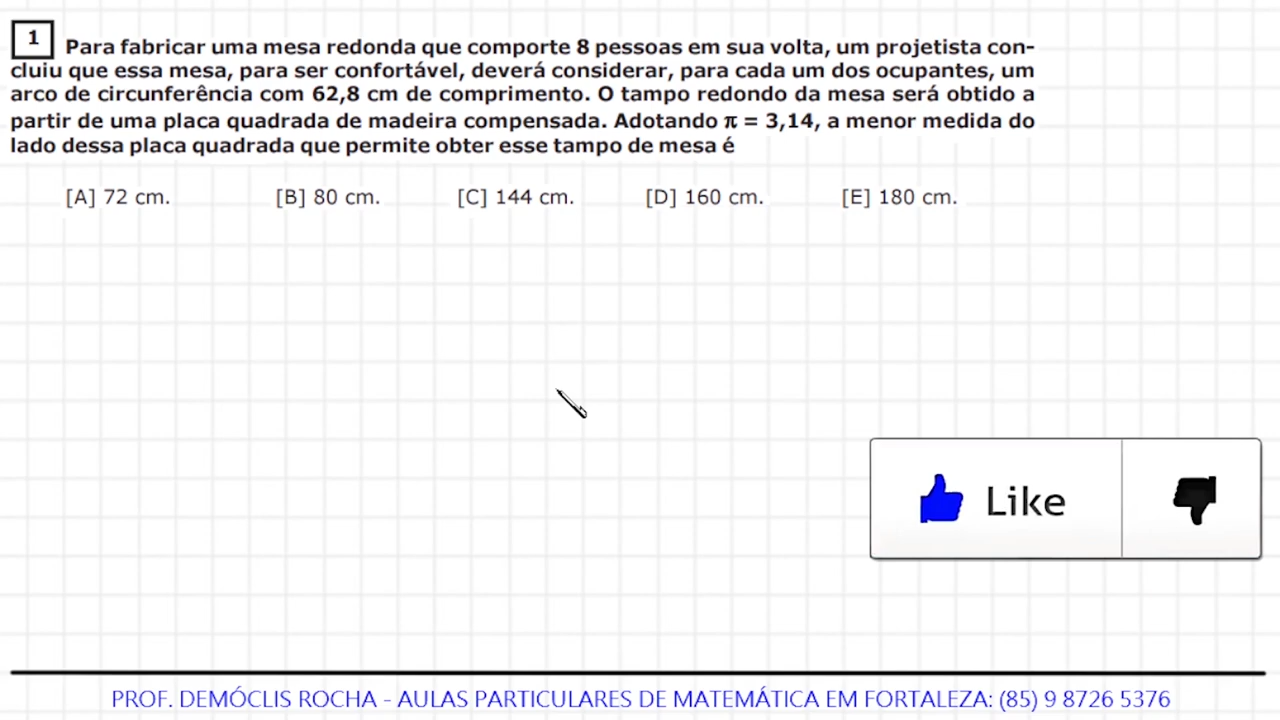 1
Para fabricar uma mesa redonda que comporte 8 pessoas em sua volta, um projetista con-
cluiu que essa mesa, para ser confortável, deverá considerar, para cada um dos ocupantes, um
arco de circunferência com 62,8 cm de comprimento. O tampo redondo da mesa será obtido a
partir de uma placa quadrada de madeira compensada. Adotando π = 3,14, a menor medida do
lado dessa placa quadrada que permite obter esse tampo de mesa é
[A] 72 cm. [B] 80 cm. [C] 144 cm. [D] 160 cm. [E] 180 cm.
Like
PROF. DEMÓCLIS ROCHA - AULAS PARTICULARES DE MATEMÁTICA EM FORTALEZA: (85) 9 8726 5376